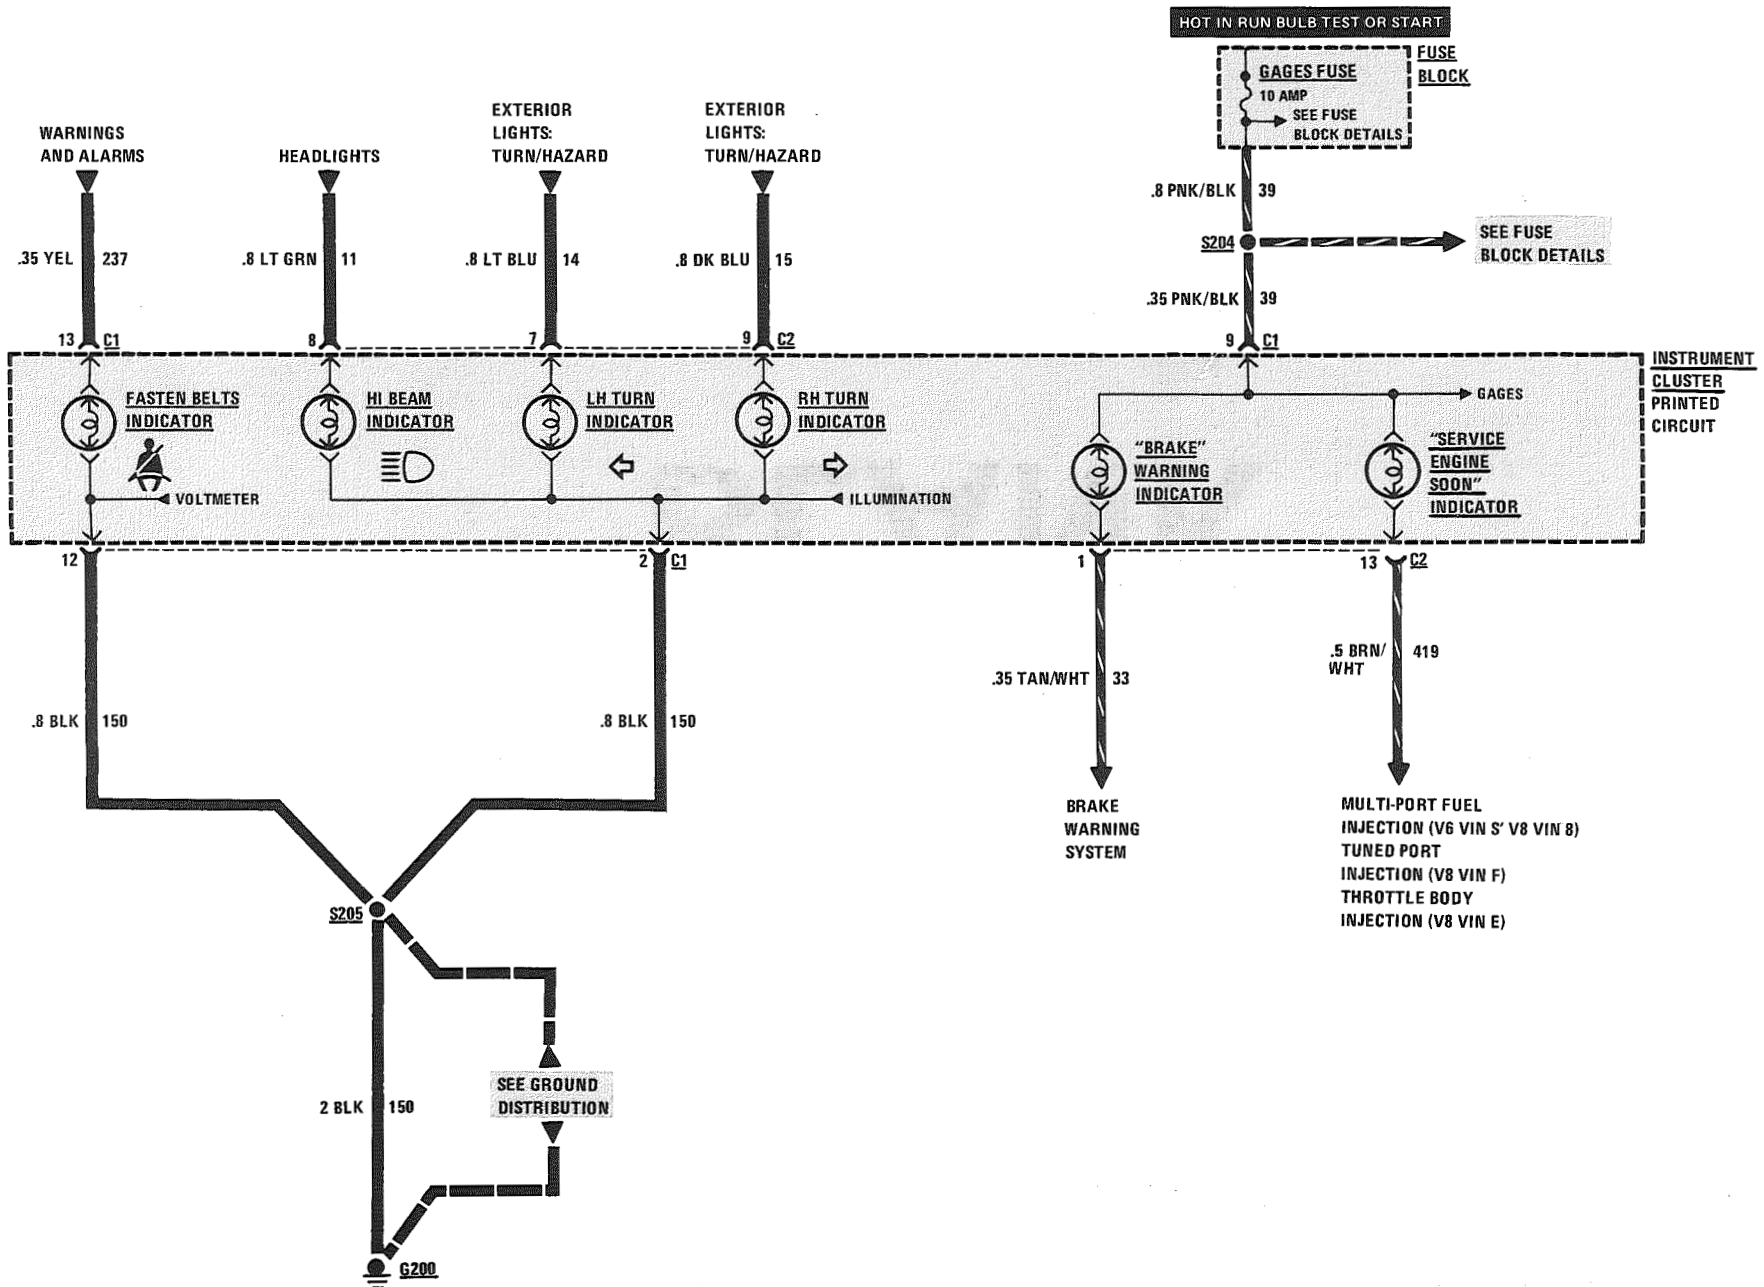 HOT IN RUN BULB TEST OR START
FUSE
BLOCK
GAGES FUSE
10 AMP
SEE FUSE
BLOCK DETAILS
WARNINGS
AND ALARMS
HEADLIGHTS
EXTERIOR
LIGHTS:
TURN/HAZARD
EXTERIOR
LIGHTS:
TURN/HAZARD
.8 PNK/BLK 39
S204
SEE FUSE
BLOCK DETAILS
.35 YEL 237
.8 LT GRN 11
.8 LT BLU 14
.8 DK BLU 15
.35 PNK/BLK 39
13 C1
8
7
9 C2
9 C1
INSTRUMENT
CLUSTER
PRINTED
CIRCUIT
FASTEN BELTS
INDICATOR
HI BEAM
INDICATOR
LH TURN
INDICATOR
RH TURN
INDICATOR
GAGES
"BRAKE"
WARNING
INDICATOR
"SERVICE
ENGINE
SOON"
INDICATOR
VOLTMETER
ILLUMINATION
12
2 C1
1
13 C2
.35 TAN/WHT 33
.5 BRN/
WHT
419
.8 BLK 150
.8 BLK 150
BRAKE
WARNING
SYSTEM
MULTI-PORT FUEL
INJECTION (V6 VIN S' V8 VIN 8)
TUNED PORT
INJECTION (V8 VIN F)
THROTTLE BODY
INJECTION (V8 VIN E)
S205
SEE GROUND
DISTRIBUTION
2 BLK 150
G200